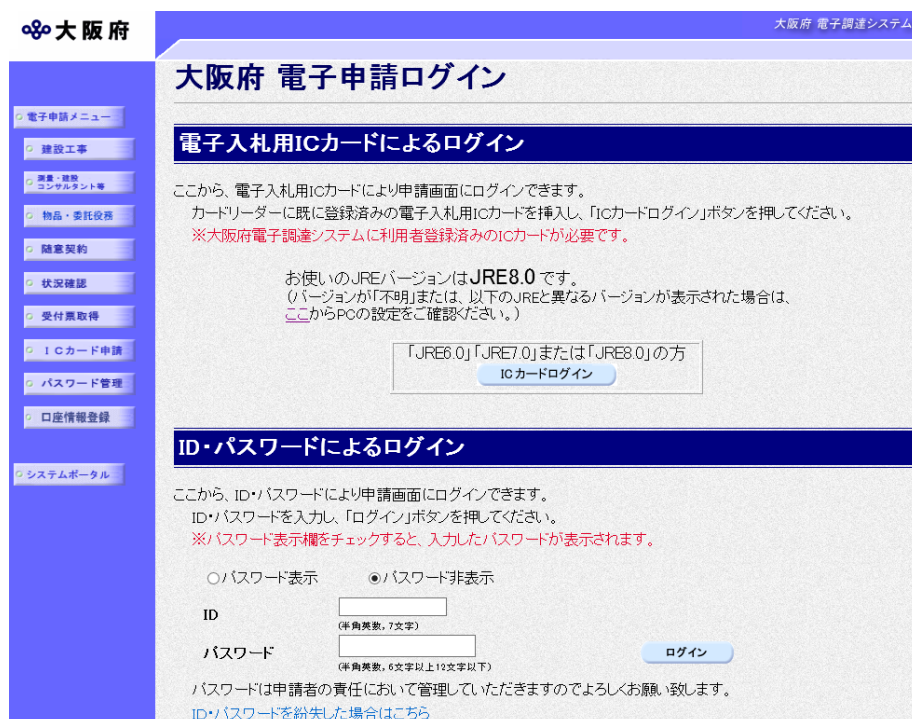 大阪府
大阪府 電子調達システム
電子申請メニュー
建設工事
測量・建設
コンサルタント等
物品・委託役務
随意契約
状況確認
受付票取得
ICカード申請
パスワード管理
口座情報登録
システムポータル
大阪府 電子申請ログイン
電子入札用ICカードによるログイン
ここから、電子入札用ICカードにより申請画面にログインできます。
カードリーダーに既に登録済みの電子入札用ICカードを挿入し、「ICカードログイン」ボタンを押してください。
※大阪府電子調達システムに利用者登録済みのICカードが必要です。
お使いのJREバージョンはJRE8.0 です。
(バージョンが「不明」または、以下のJREと異なるバージョンが表示された場合は、
ここからPCの設定をご確認ください。)
「JRE6.0」「JRE7.0」または「JRE8.0」の方
ICカードログイン
ID・パスワードによるログイン
ここから、ID・パスワードにより申請画面にログインできます。
ID・パスワードを入力し、「ログイン」ボタンを押してください。
※パスワード表示欄をチェックすると、入力したパスワードが表示されます。
パスワード表示 パスワード非表示
ID
(半角英数,7文字)
パスワード
ログイン
(半角英数,6文字以上12文字以下)
パスワードは申請者の責任において管理していただきますのでよろしくお願い致します。
ID・パスワードを紛失した場合はこちら